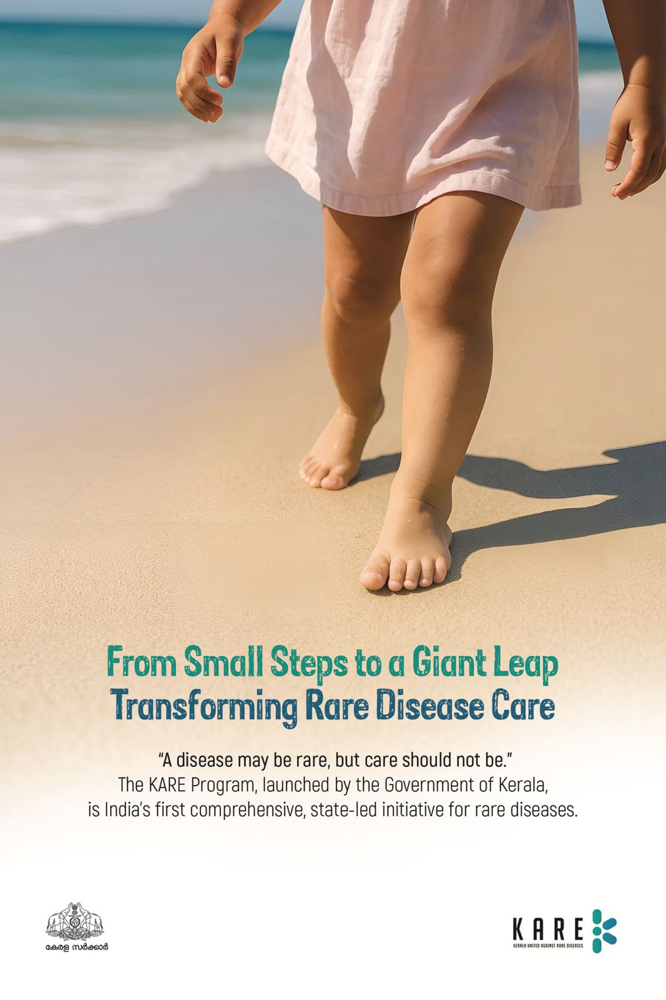 From Small Steps to a Giant Leap
Transforming Rare Disease Care
“A disease may be rare, but care should not be.”
The KARE Program, launched by the Government of Kerala,
is India's first comprehensive, state-led initiative for rare diseases.
കേരള സർക്കാർ
KARE
KERALA UNITED AGAINST RARE DISEASES